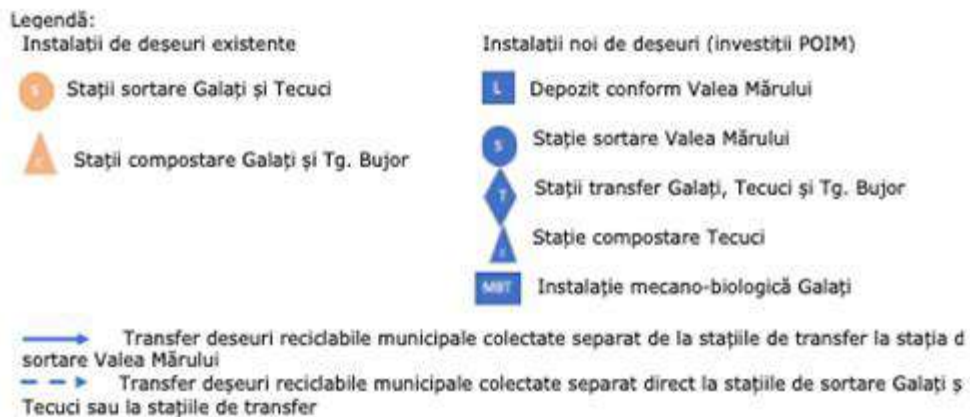 Legendă:
Instalații de deșeuri existente
Instalații noi de deșeuri (investiții POIM)
S Stații sortare Galați și Tecuci
L Depozit conform Valea Mărului
C Stații compostare Galați și Tg. Bujor
S Stație sortare Valea Mărului
T Stații transfer Galați, Tecuci și Tg. Bujor
Stație compostare Tecuci
MBT Instalație mecano-biologică Galați
Transfer deșeuri reciclabile municipale colectate separat de la stațiile de transfer la stația d
sortare Valea Mărului
Transfer deșeuri reciclabile municipale colectate separat direct la stațiile de sortare Galați ș
Tecuci sau la stațiile de transfer